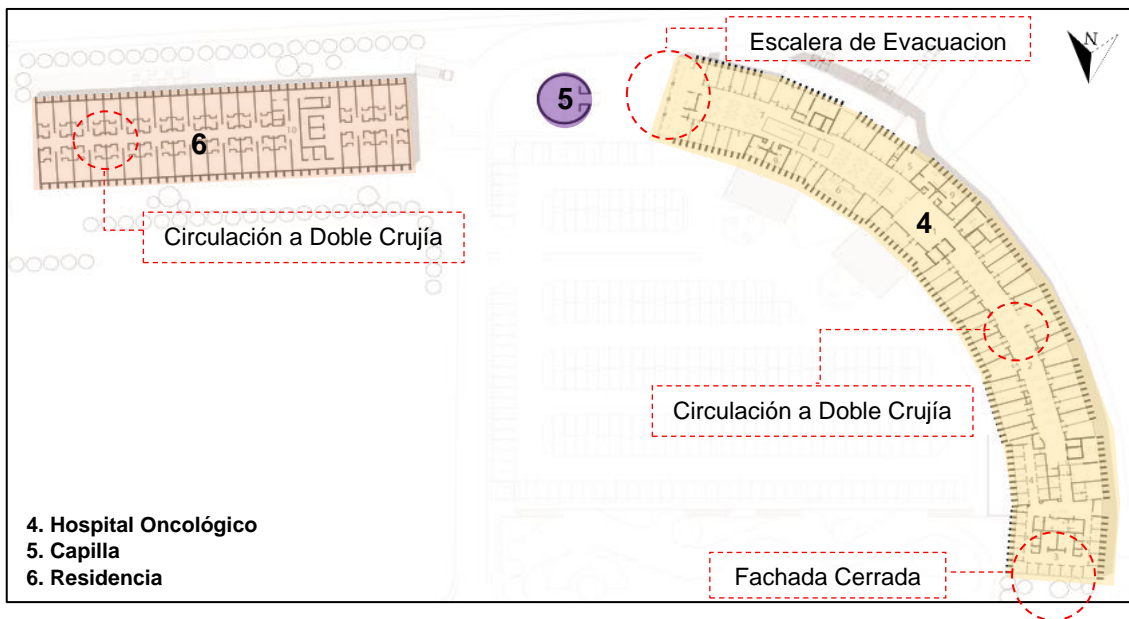 Escalera de Evacuacion
N
5
6
4
Circulación a Doble Crujía
Circulación a Doble Crujía
4. Hospital Oncológico
5. Capilla
6. Residencia
Fachada Cerrada